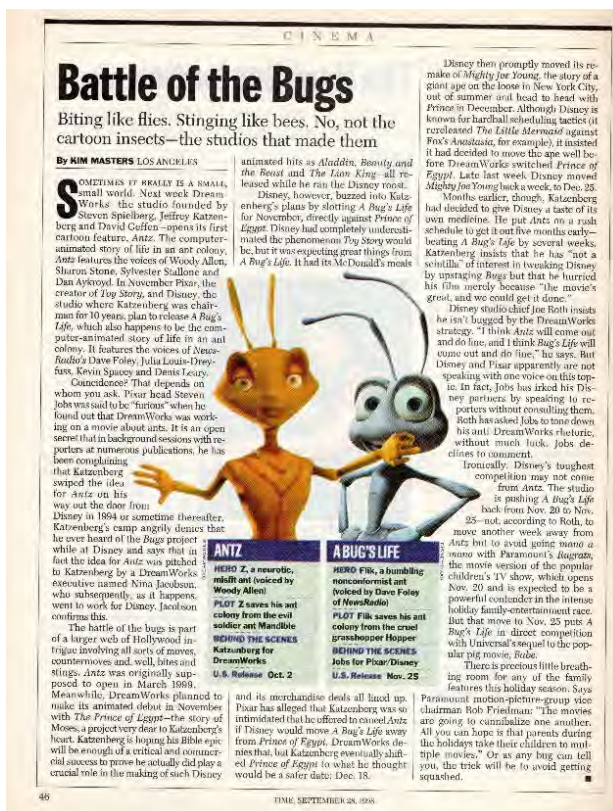 CINEMA
Battle of the Bugs
Biting like flies. Stinging like bees. No, not the
cartoon insects—the studios that made them
By KIM MASTERS LOS ANGELES
SOMETIMES IT REALLY IS A SMALL,
small world. Next week Dream-
Works—the studio founded by
Steven Spielberg, Jeffrey Katzen-
berg and David Geffen—opens its first
cartoon feature, Antz. The computer-
animated story of life in an ant colony,
Antz features the voices of Woody Allen,
Sharon Stone, Sylvester Stallone and
Dan Aykroyd. In November Pixar, the
creator of Toy Story, and Disney, the
studio where Katzenberg was chair-
man for 10 years, plan to release A Bug's
Life, which also happens to be the com-
puter-animated story of life in an ant
colony. It features the voices of News-
Radio's Dave Foley, Julia Louis-Drey-
fuss, Kevin Spacey and Denis Leary.
Coincidence? That depends on
whom you ask. Pixar head Steven
Jobs was said to be "furious" when he
found out that DreamWorks was work-
ing on a movie about ants. It is an open
secret that in background sessions with re-
porters at numerous publications, he has
been complaining
that Katzenberg
swiped the idea
for Antz on his
way out the door from
Disney in 1994 or sometime thereafter.
Katzenberg's camp angrily denies that
he ever heard of the Bugs project
while at Disney and says that in
fact the idea for Antz was pitched
to Katzenberg by a DreamWorks
executive named Nina Jacobson,
who subsequently, as it happens,
went to work for Disney. Jacobson
confirms this.
The battle of the bugs is part
of a larger web of Hollywood in-
trigue involving all sorts of moves,
countermoves and, well, bites and
stings. Antz was originally sup-
posed to open in March 1999.
Meanwhile, DreamWorks planned to
make its animated debut in November
with The Prince of Egypt—the story of
Moses, a project very dear to Katzenberg's
heart. Katzenberg is hoping his Bible epic
will be enough of a critical and commer-
cial success to prove he actually did play a
crucial role in the making of such Disney
animated hits as Aladdin, Beauty and
the Beast and The Lion King—all re-
leased while he ran the Disney roost.
Disney, however, buzzed into Katz-
enberg's plans by slotting A Bug's Life
for November, directly against Prince of
Egypt. Disney had completely underesti-
mated the phenomenon Toy Story would
be, but it was expecting great things from
A Bug's Life. It had its McDonald's meals
ANTZ
HERO Z, a neurotic,
misfit ant (voiced by
Woody Allen)
PLOT Z saves his ant
colony from the evil
soldier ant Mandible
BEHIND THE SCENES
Katzenberg for
DreamWorks
U.S. Release Oct. 2
A BUG'S LIFE
HERO Flik, a bumbling
nonconformist ant
(voiced by Dave Foley
of NewsRadio)
PLOT Flik saves his ant
colony from the cruel
grasshopper Hopper
BEHIND THE SCENES
Jobs for Pixar/Disney
U.S. Release Nov. 25
and its merchandise deals all lined up.
Pixar has alleged that Katzenberg was so
intimidated that he offered to cancel Antz
if Disney would move A Bug's Life away
from Prince of Egypt. DreamWorks de-
nies that, but Katzenberg eventually shift-
ed Prince of Egypt to what he thought
would be a safer date: Dec. 18.
Disney then promptly moved its re-
make of Mighty Joe Young, the story of a
giant ape on the loose in New York City,
out of summer and head to head with
Prince in December. Although Disney is
known for hardball scheduling tactics (it
rereleased The Little Mermaid against
Fox's Anastasia, for example), it insisted
it had decided to move the ape well be-
fore DreamWorks switched Prince of
Egypt. Late last week Disney moved
Mighty Joe Young back a week, to Dec. 25.
Months earlier, though, Katzenberg
had decided to give Disney a taste of its
own medicine. He put Antz on a rush
schedule to get it out five months early—
beating A Bug's Life by several weeks.
Katzenberg insists that he has "not a
scintilla" of interest in tweaking Disney
by upstaging Bugs but that he hurried
his film merely because "the movie's
great, and we could get it done."
Disney studio chief Joe Roth insists
he isn't bugged by the DreamWorks
strategy. "I think Antz will come out
and do fine, and I think Bug's Life will
come out and do fine," he says. But
Disney and Pixar apparently are not
speaking with one voice on this top-
ic. In fact, Jobs has irked his Dis-
ney partners by speaking to re-
porters without consulting them.
Roth has asked Jobs to tone down
his anti-DreamWorks rhetoric,
without much luck. Jobs de-
clines to comment.
Ironically, Disney's toughest
competition may not come
from Antz. The studio
is pushing A Bug's Life
back from Nov. 20 to Nov.
25—not, according to Roth, to
move another week away from
Antz but to avoid going mano a
mano with Paramount's Rugrats,
the movie version of the popular
children's TV show, which opens
Nov. 20 and is expected to be a
powerful contender in the intense
holiday family-entertainment race.
But that move to Nov. 25 puts A
Bug's Life in direct competition
with Universal's sequel to the pop-
ular pig movie, Babe.
There is precious little breath-
ing room for any of the family
features this holiday season. Says
Paramount motion-picture-group vice
chairman Rob Friedman: "The movies
are going to cannibalize one another.
All you can hope is that parents during
the holidays take their children to mul-
tiple movies." Or as any bug can tell
you, the trick will be to avoid getting
squashed.
46
TIME, SEPTEMBER 28, 1998